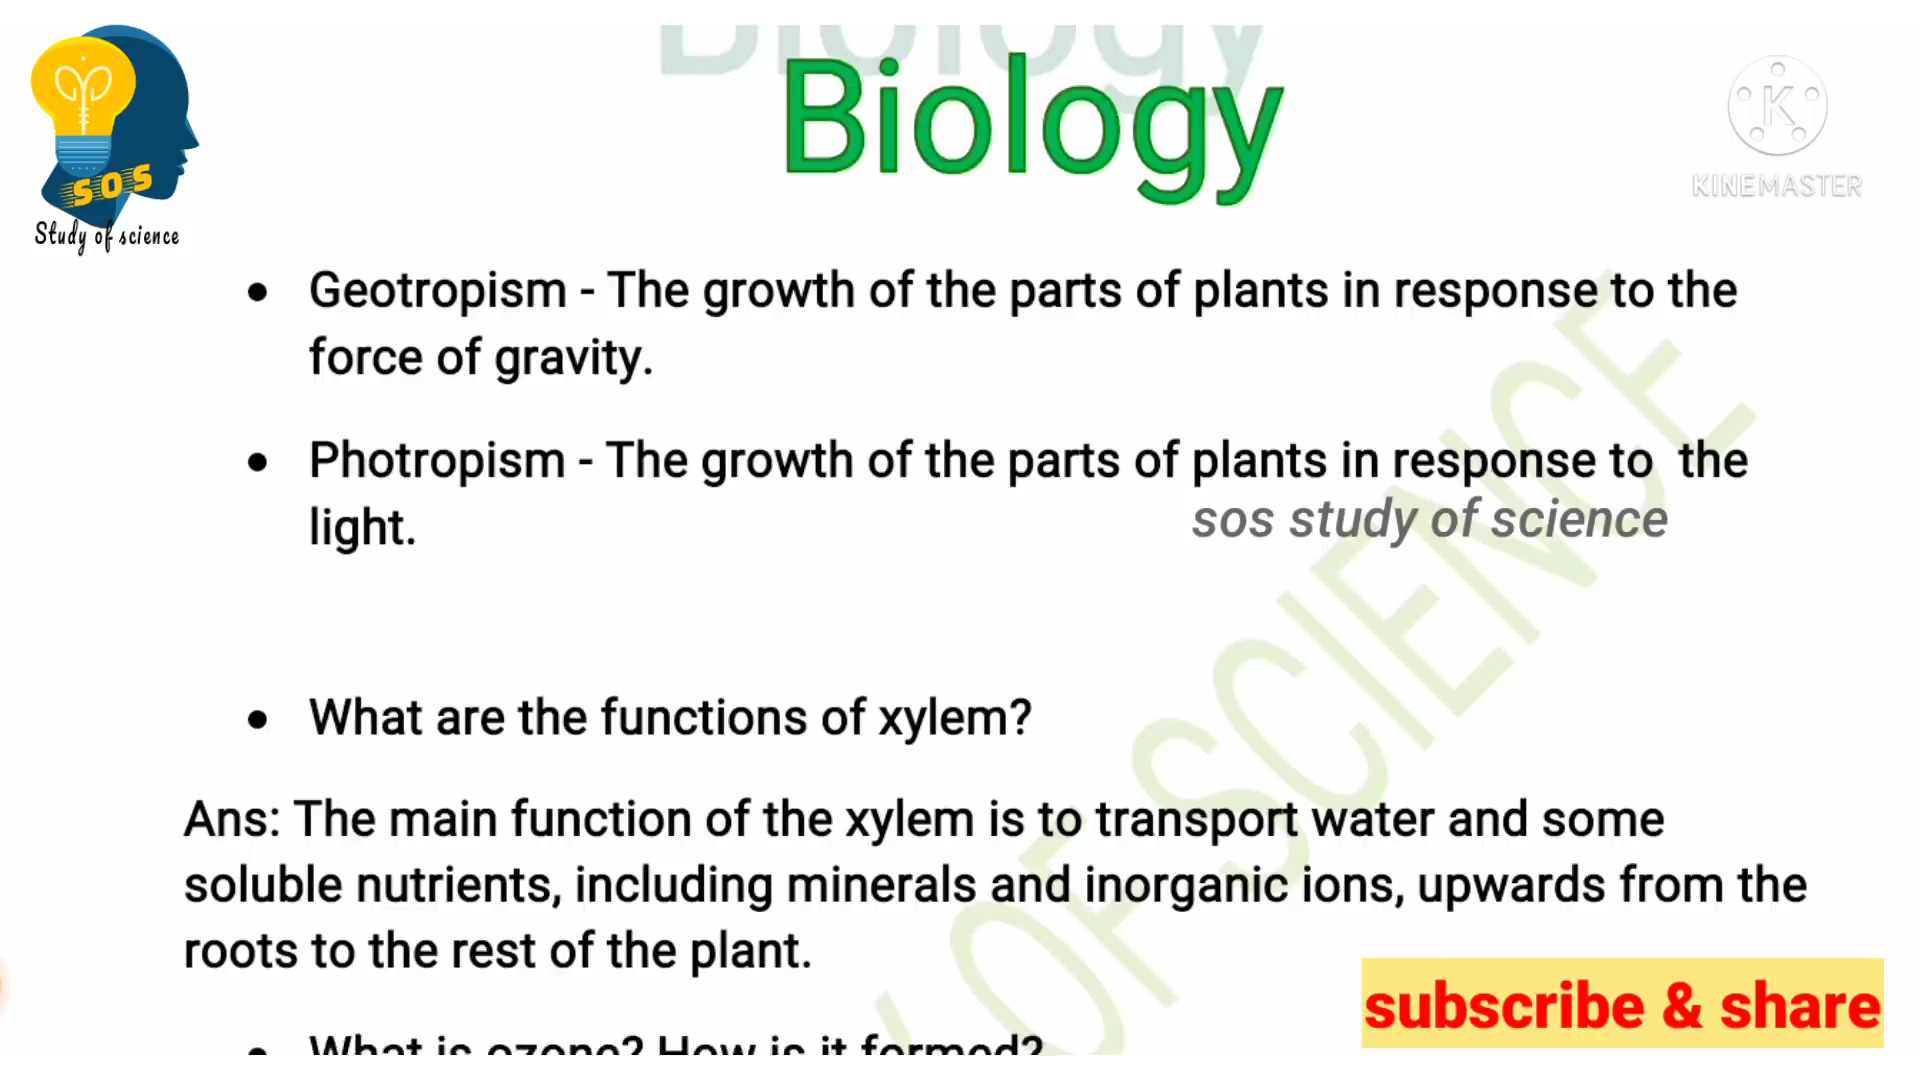 Biology
Biology
K
KINEMASTER
SOS
Study of science
• Geotropism - The growth of the parts of plants in response to the
force of gravity.
• Photropism - The growth of the parts of plants in response to the
light.
sos study of science
• What are the functions of xylem?
Ans: The main function of the xylem is to transport water and some
soluble nutrients, including minerals and inorganic ions, upwards from the
roots to the rest of the plant.
• What is ozone? How is it formed?
subscribe & share
OF SCIENCE